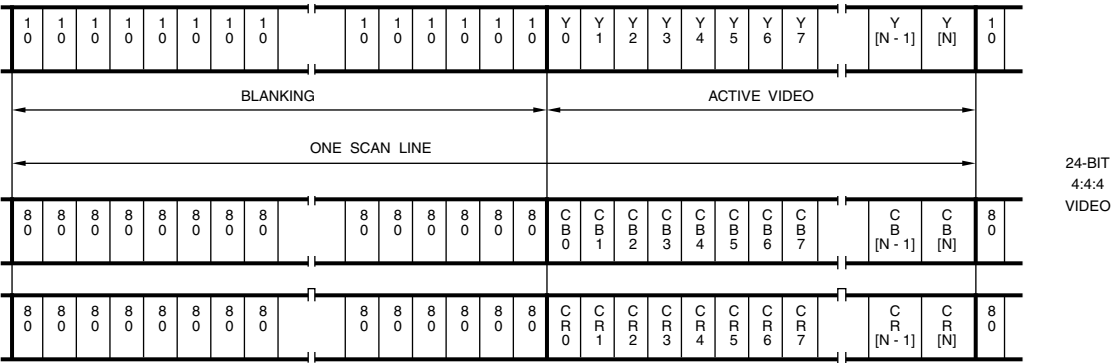 1 1 1 1 1 1 1 1 1 1 1 1 1 1 Y Y Y Y Y Y Y Y Y Y 1
0 0 0 0 0 0 0 0 0 0 0 0 0 0 0 1 2 3 4 5 6 7 [N - 1] [N] 0
BLANKING ACTIVE VIDEO
ONE SCAN LINE
24-BIT
4:4:4
VIDEO
8 8 8 8 8 8 8 8 8 8 8 8 8 8 C C C C C C C C C C 8
0 0 0 0 0 0 0 0 0 0 0 0 0 0 B B B B B B B B B B 0
0 1 2 3 4 5 6 7 [N - 1] [N]
8 8 8 8 8 8 8 8 8 8 8 8 8 8 C C C C C C C C C C 8
0 0 0 0 0 0 0 0 0 0 0 0 0 0 R R R R R R R R R R 0
0 1 2 3 4 5 6 7 [N - 1] [N]